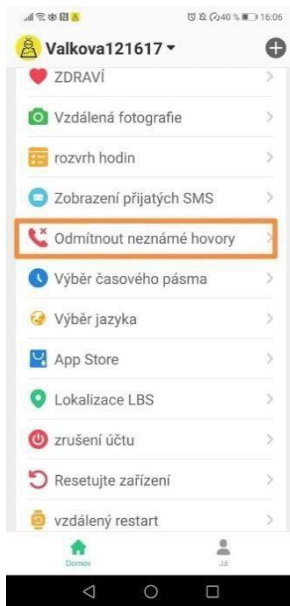 40 % 16:06
Valkova121617
ZDRAVÍ
Vzdálená fotografie
rozvrh hodin
Zobrazení přijatých SMS
Odmítnout neznámé hovory
Výběr časového pásma
Výběr jazyka
App Store
Lokalizace LBS
zrušení účtu
Resetujte zařízení
vzdálený restart
Domov Já